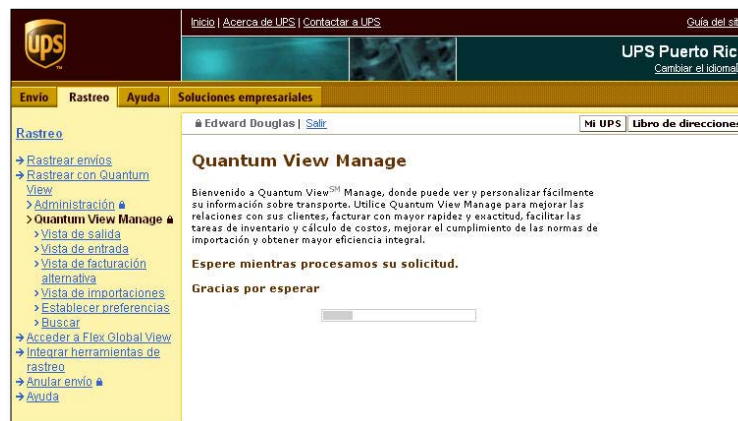 ups
TM
Inicio | Acerca de UPS | Contactar a UPS
Guía del
UPS Puerto Ric
Cambiar el idioma
Envío Rastreo Ayuda Soluciones empresariales
Edward Douglas | Salir
Mi UPS Libro de direcciones
Rastreo
Rastrear envíos
Rastrear con Quantum
View
Administración
Quantum View Manage
Vista de salida
Vista de entrada
Vista de facturación
alternativa
Vista de importaciones
Establecer preferencias
Buscar
Acceder a Flex Global View
Integrar herramientas de
rastreo
Anular envío
Ayuda
Quantum View Manage
Bienvenido a Quantum View℠ Manage, donde puede ver y personalizar fácilmente
su información sobre transporte. Utilice Quantum View Manage para mejorar las
relaciones con sus clientes, facturar con mayor rapidez y exactitud, facilitar las
tareas de inventario y cálculo de costos, mejorar el cumplimiento de las normas de
importación y obtener mayor eficiencia integral.
Espere mientras procesamos su solicitud.
Gracias por esperar